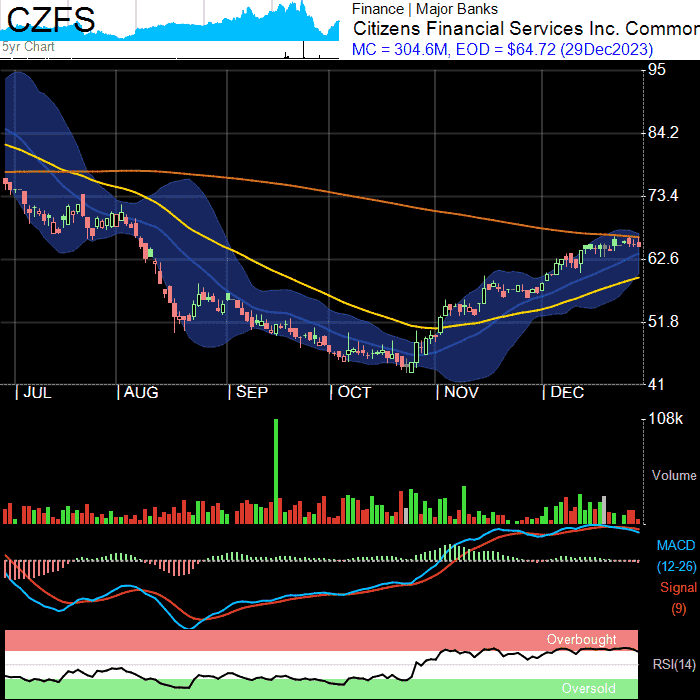 CZFS
5yr Chart
Finance | Major Banks
Citizens Financial Services Inc. Common
MC = 304.6M, EOD = $64.72 (29Dec2023)
95
84.2
73.4
62.6
51.8
41
| JUL | AUG | SEP | OCT | NOV | DEC
108k
Volume
MACD
(12-26)
Signal
(9)
Overbought
RSI(14)
Oversold